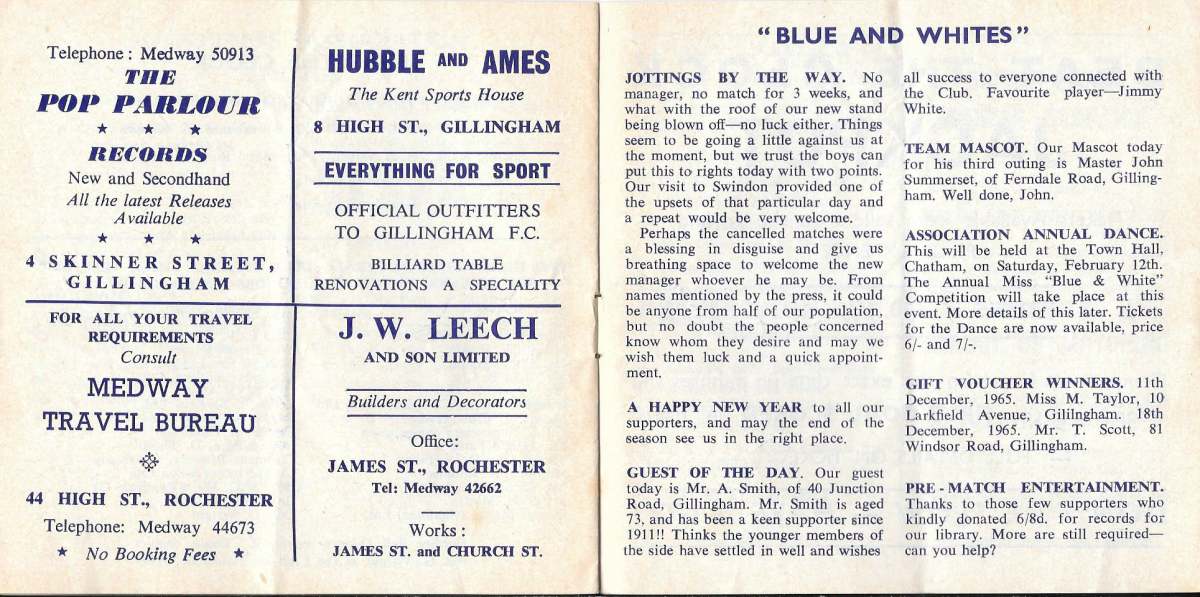 Telephone: Medway 50913
THE
POP PARLOUR
★ ★ ★
RECORDS
New and Secondhand
All the latest Releases
Available
★ ★ ★
4 SKINNER STREET,
GILLINGHAM
HUBBLE AND AMES
The Kent Sports House
8 HIGH ST., GILLINGHAM
EVERYTHING FOR SPORT
OFFICIAL OUTFITTERS
TO GILLINGHAM F.C.
BILLIARD TABLE
RENOVATIONS A SPECIALITY
FOR ALL YOUR TRAVEL
REQUIREMENTS
Consult
MEDWAY
TRAVEL BUREAU
44 HIGH ST., ROCHESTER
Telephone: Medway 44673
★ No Booking Fees ★
J. W. LEECH
AND SON LIMITED
Builders and Decorators
Office:
JAMES ST., ROCHESTER
Tel: Medway 42662
Works:
JAMES ST. and CHURCH ST.
"BLUE AND WHITES"
JOTTINGS BY THE WAY. No
manager, no match for 3 weeks, and
what with the roof of our new stand
being blown off—no luck either. Things
seem to be going a little against us at
the moment, but we trust the boys can
put this to rights today with two points.
Our visit to Swindon provided one of
the upsets of that particular day and
a repeat would be very welcome.
Perhaps the cancelled matches were
a blessing in disguise and give us
breathing space to welcome the new
manager whoever he may be. From
names mentioned by the press, it could
be anyone from half of our population,
but no doubt the people concerned
know whom they desire and may we
wish them luck and a quick appoint-
ment.
A HAPPY NEW YEAR to all our
supporters, and may the end of the
season see us in the right place.
GUEST OF THE DAY. Our guest
today is Mr. A. Smith, of 40 Junction
Road, Gillingham. Mr. Smith is aged
73, and has been a keen supporter since
1911!! Thinks the younger members of
the side have settled in well and wishes
all success to everyone connected with
the Club. Favourite player—Jimmy
White.
TEAM MASCOT. Our Mascot today
for his third outing is Master John
Summerset, of Ferndale Road, Gilling-
ham. Well done, John.
ASSOCIATION ANNUAL DANCE.
This will be held at the Town Hall,
Chatham, on Saturday, February 12th.
The Annual Miss "Blue & White"
Competition will take place at this
event. More details of this later. Tickets
for the Dance are now available, price
6/- and 7/-.
GIFT VOUCHER WINNERS. 11th
December, 1965, Miss M. Taylor, 10
Larkfield Avenue, Gililngham. 18th
December, 1965. Mr. T. Scott, 81
Windsor Road, Gillingham.
PRE-MATCH ENTERTAINMENT.
Thanks to those few supporters who
kindly donated 6/8d. for records for
our library. More are still required—
can you help?